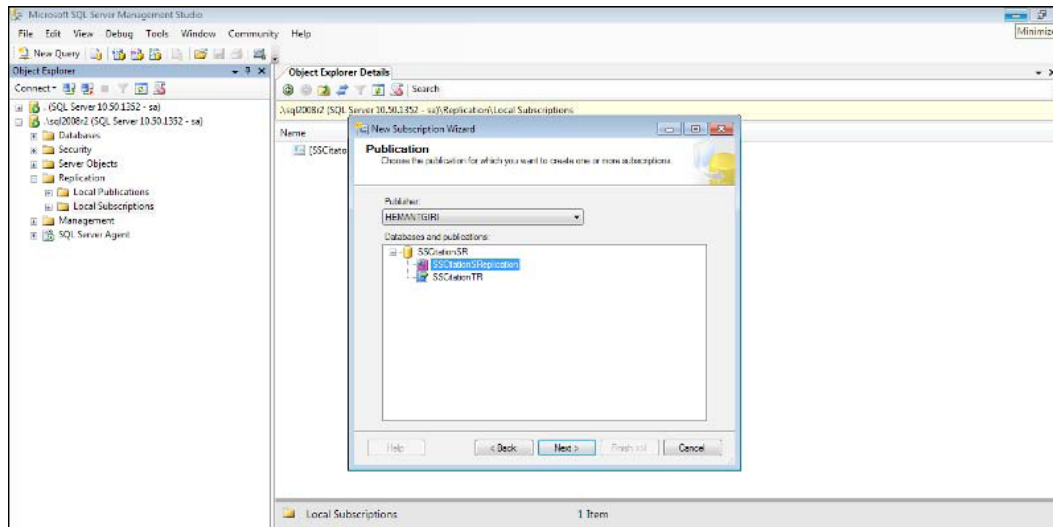 Microsoft SQL Server Management Studio
File Edit View Debug Tools Window Community Help
Minimize
New Query
Object Explorer
Object Explorer Details
Connect
Search
. (SQL Server 10.50.1352 - sa)
.\sql2008r2 (SQL Server 10.50.1352 - sa)\Replication\Local Subscriptions
.\sql2008r2 (SQL Server 10.50.1352 - sa)
Databases
Security
Server Objects
Replication
Local Publications
Local Subscriptions
Management
SQL Server Agent
Name
[SSCitatio
New Subscription Wizard
Publication
Choose the publication for which you want to create one or more subscriptions.
Publisher:
HEMANTGIRI
Databases and publications:
SSCitationSR
SSCitationSReplication
SSCitationTR
Help
< Back
Next >
Finish >>|
Cancel
Local Subscriptions
1 Item